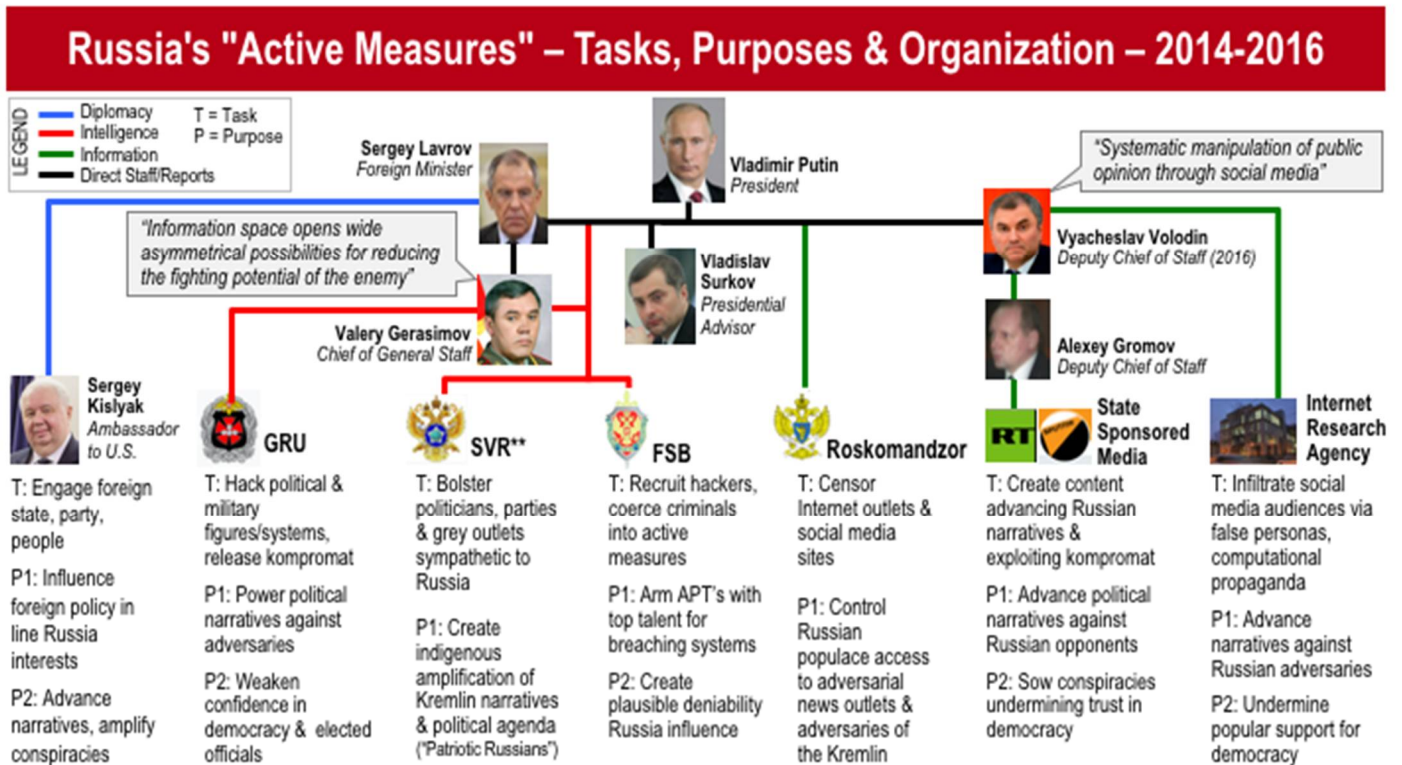 Russia's "Active Measures" – Tasks, Purposes & Organization – 2014-2016
LEGEND
Diplomacy
Intelligence
Information
Direct Staff/Reports
T = Task
P = Purpose
Sergey Lavrov
Foreign Minister
Vladimir Putin
President
“Systematic manipulation of public
opinion through social media”
“Information space opens wide
asymmetrical possibilities for reducing
the fighting potential of the enemy”
Vladislav
Surkov
Presidential
Advisor
Vyacheslav Volodin
Deputy Chief of Staff (2016)
Valery Gerasimov
Chief of General Staff
Alexey Gromov
Deputy Chief of Staff
Sergey
Kislyak
Ambassador
to U.S.
T: Engage foreign
state, party,
people
P1: Influence
foreign policy in
line Russia
interests
P2: Advance
narratives, amplify
conspiracies
GRU
T: Hack political &
military
figures/systems,
release kompromat
P1: Power political
narratives against
adversaries
P2: Weaken
confidence in
democracy & elected
officials
SVR**
T: Bolster
politicians, parties
& grey outlets
sympathetic to
Russia
P1: Create
indigenous
amplification of
Kremlin narratives
& political agenda
(“Patriotic Russians”)
FSB
T: Recruit hackers,
coerce criminals
into active
measures
P1: Arm APT’s with
top talent for
breaching systems
P2: Create
plausible deniability
Russia influence
Roskomandzor
T: Censor
Internet outlets &
social media
sites
P1: Control
Russian
populace access
to adversarial
news outlets &
adversaries of
the Kremlin
RT
SPUTNIK
State
Sponsored
Media
T: Create content
advancing Russian
narratives &
exploiting kompromat
P1: Advance political
narratives against
Russian opponents
P2: Sow conspiracies
undermining trust in
democracy
Internet
Research
Agency
T: Infiltrate social
media audiences via
false personas,
computational
propaganda
P1: Advance
narratives against
Russian adversaries
P2: Undermine
popular support for
democracy